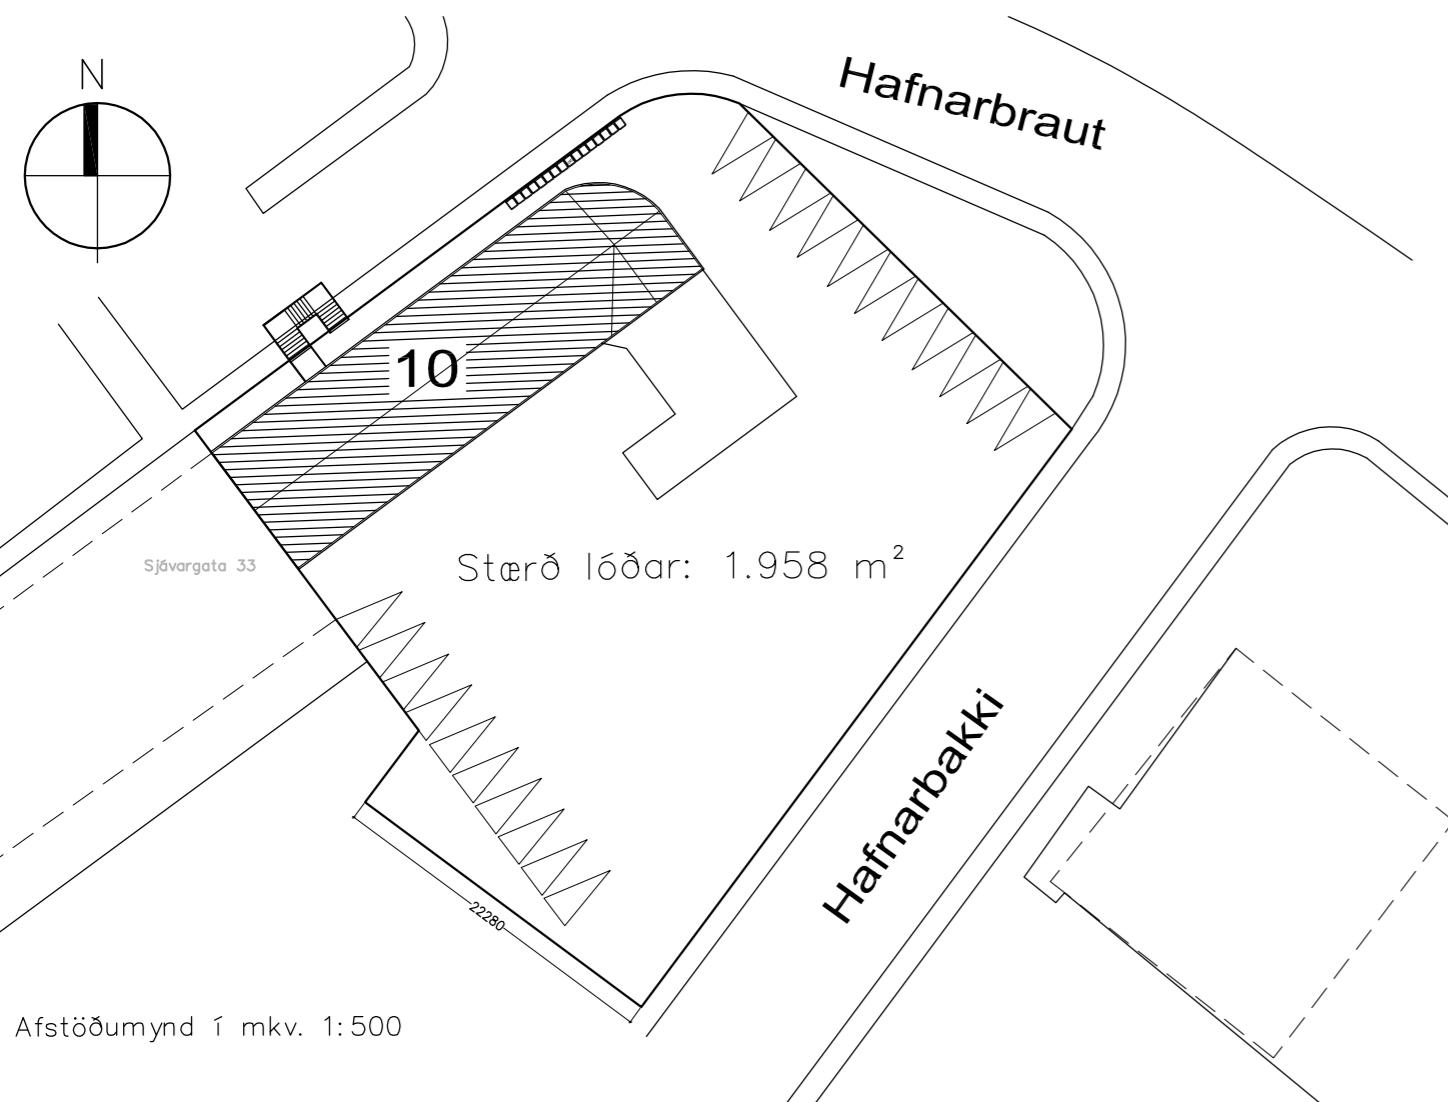 N
Hafnarbraut
10
Sjávargata 33
Stærð lóðar: 1.958 m²
Hafnarbakki
22280
Afstöðumynd í mkv. 1:500